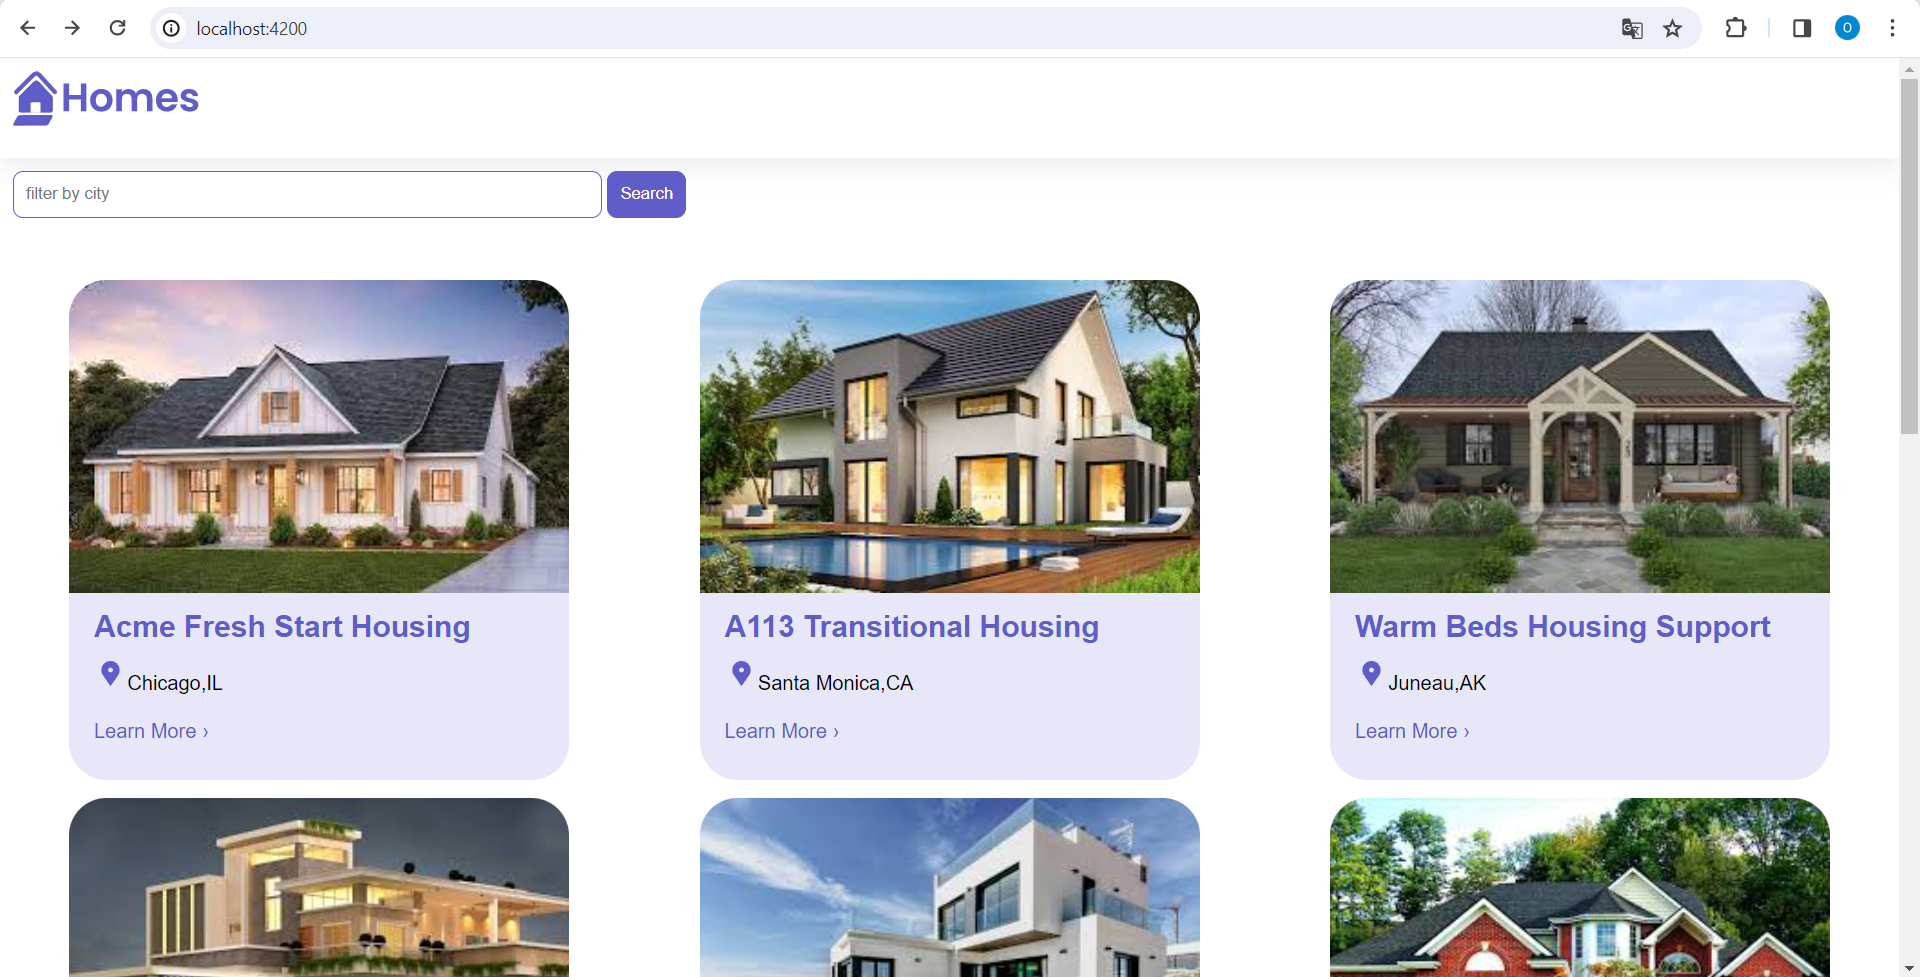 localhost:4200
O
Homes
filter by city
Search
Acme Fresh Start Housing
A113 Transitional Housing
Warm Beds Housing Support
Chicago,IL
Santa Monica,CA
Juneau,AK
Learn More ›
Learn More ›
Learn More ›